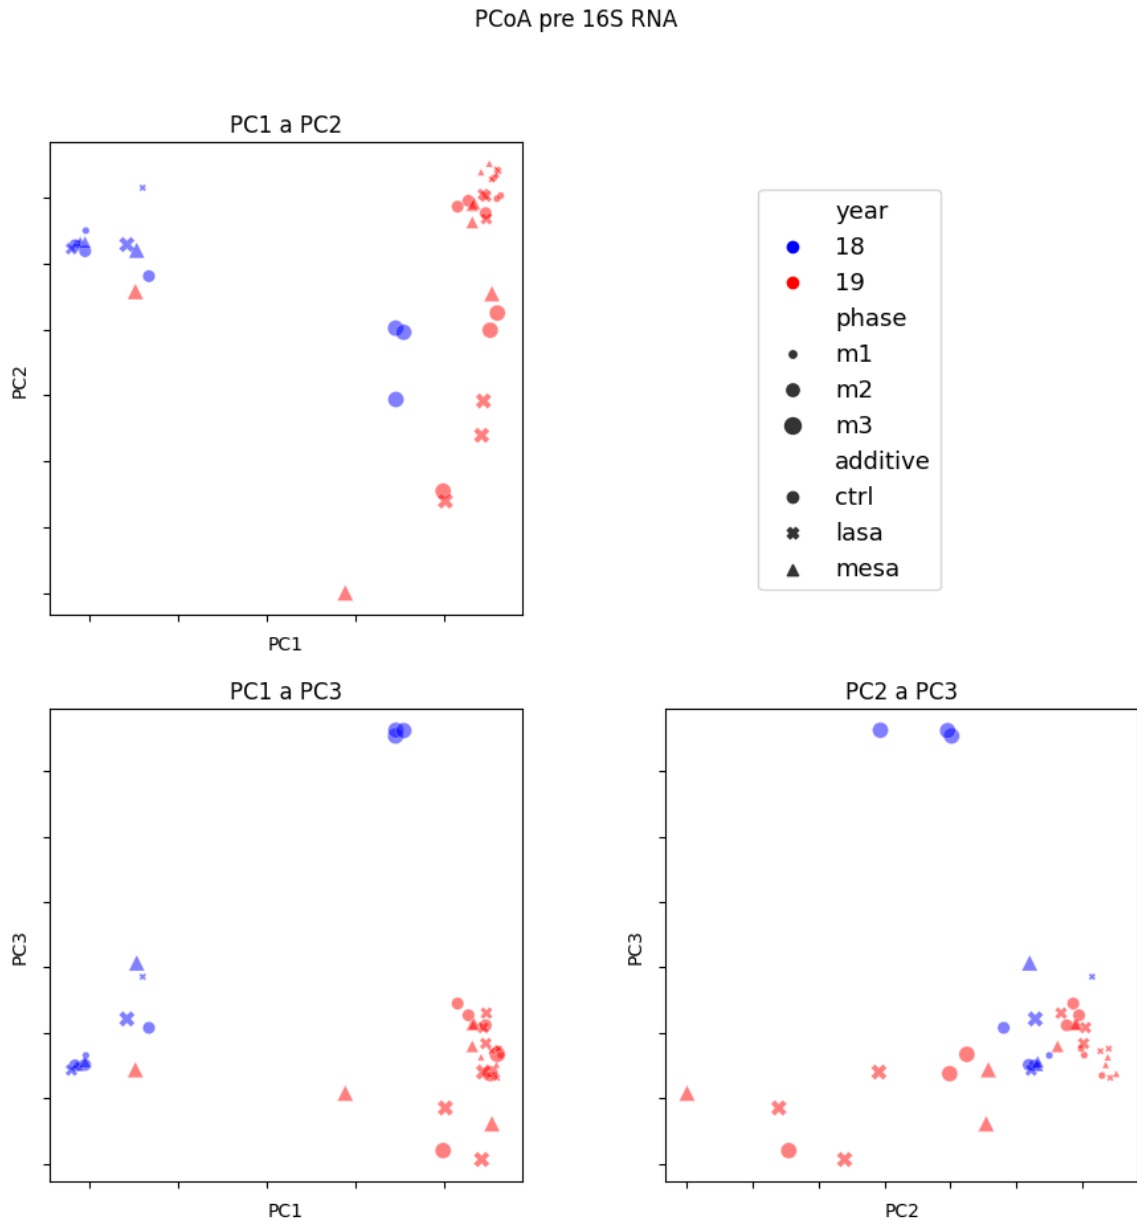 PCoA pre 16S RNA
PC1 a PC2
PC2
PC1
year
18
19
phase
m1
m2
m3
additive
ctrl
lasa
mesa
PC1 a PC3
PC3
PC1
PC2 a PC3
PC3
PC2